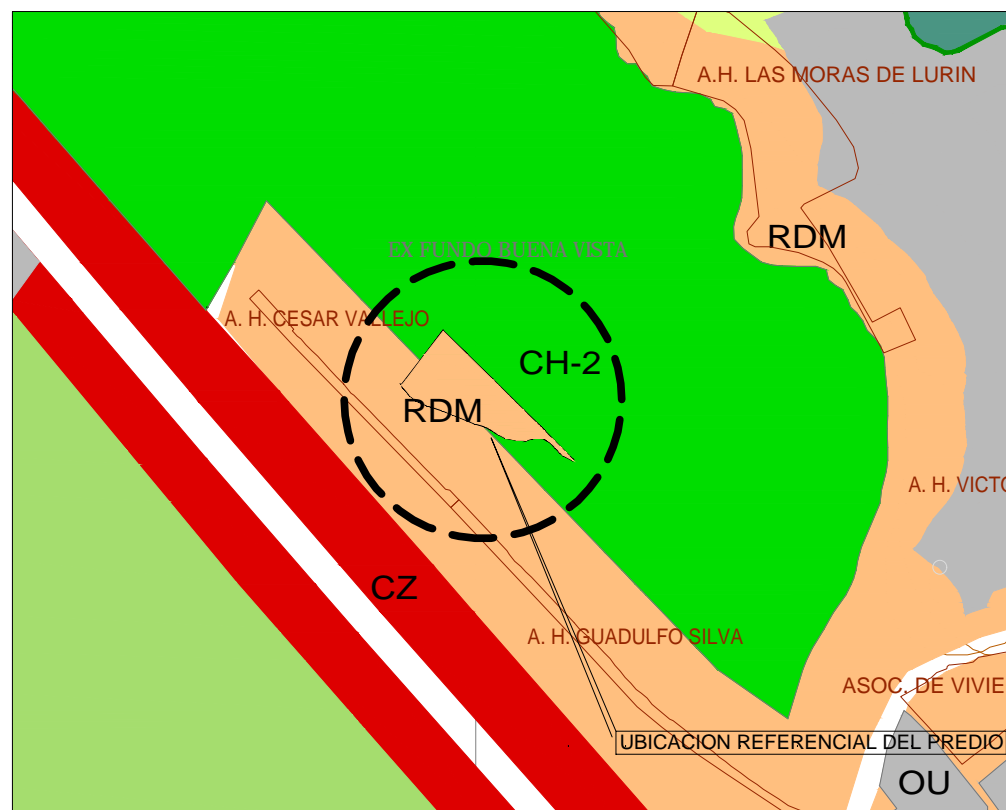 A.H. LAS MORAS DE LURIN
RDM
EX FUNDO BUENA VISTA
A. H. CESAR VALLEJO
CH-2
RDM
A. H. VICTO
CZ
A. H. GUADULFO SILVA
ASOC. DE VIVIE
UBICACION REFERENCIAL DEL PREDIO
OU